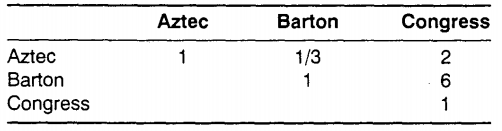 Aztec Barton Congress
Aztec 1 1/3 2
Barton 1 6
Congress 1